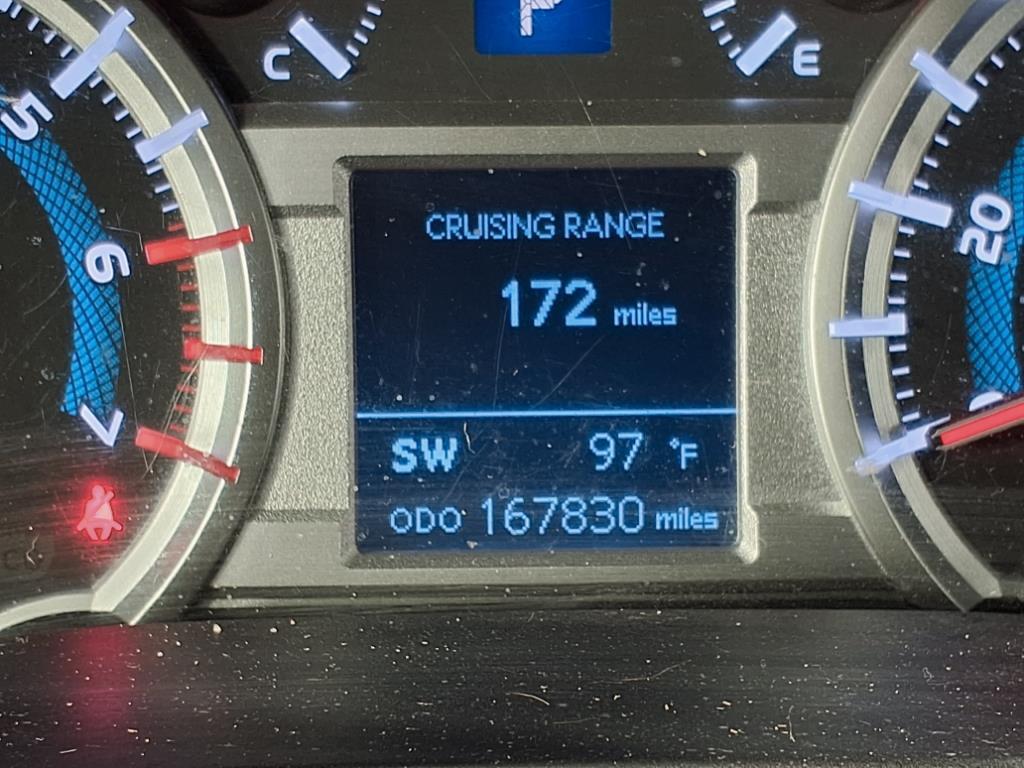 C
P
E
5
6
7
20
CRUISING RANGE
172 miles
SW 97 °F
ODO 167830 miles